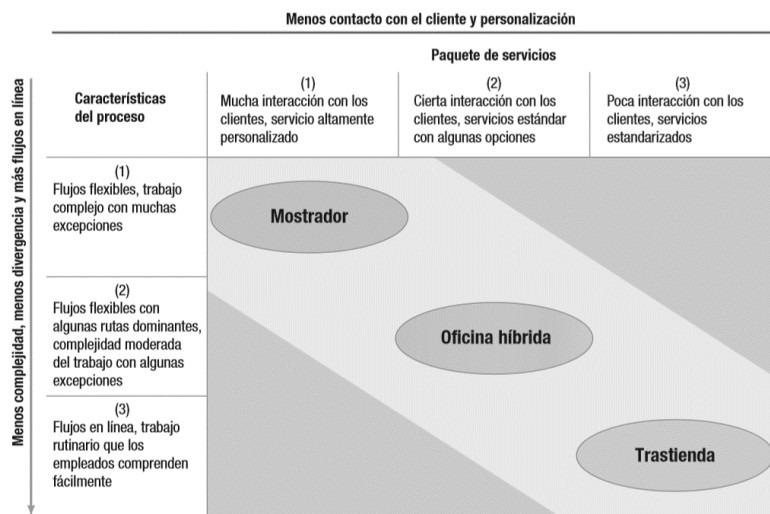 Menos contacto con el cliente y personalización
Paquete de servicios
Menos complejidad, menos divergencia y más flujos en línea
Características
del proceso
(1)
Mucha interacción con los
clientes, servicio altamente
personalizado
(2)
Cierta interacción con los
clientes, servicios estándar
con algunas opciones
(3)
Poca interacción con los
clientes, servicios
estandarizados
(1)
Flujos flexibles, trabajo
complejo con muchas
excepciones
Mostrador
(2)
Flujos flexibles con
algunas rutas dominantes,
complejidad moderada
del trabajo con algunas
excepciones
Oficina híbrida
(3)
Flujos en línea, trabajo
rutinario que los
empleados comprenden
fácilmente
Trastienda